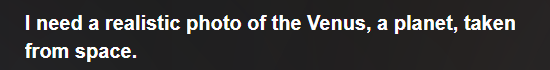 I need a realistic photo of the Venus, a planet, taken
from space.